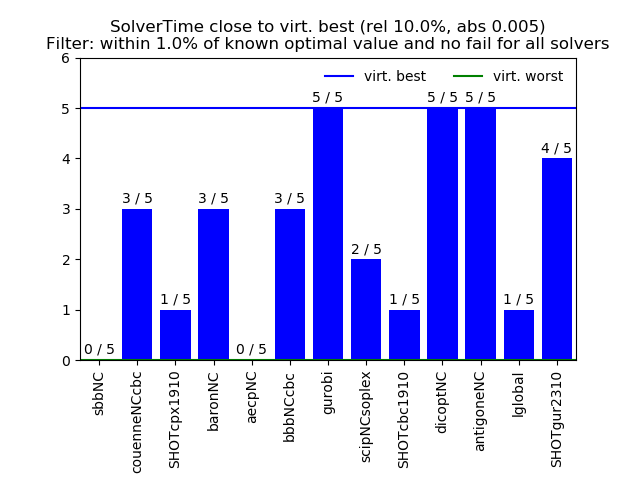 SolverTime close to virt. best (rel 10.0%, abs 0.005)
Filter: within 1.0% of known optimal value and no fail for all solvers
virt. best
virt. worst
6
5
4
3
2
1
0
0 / 5
3 / 5
1 / 5
3 / 5
0 / 5
3 / 5
5 / 5
2 / 5
1 / 5
5 / 5
5 / 5
1 / 5
4 / 5
sbbNC
couenneNCcbc
SHOTcpx1910
baronNC
aecpNC
bbbNCcbc
gurobi
scipNCsoplex
SHOTcbc1910
dicoptNC
antigoneNC
lglobal
SHOTgur2310